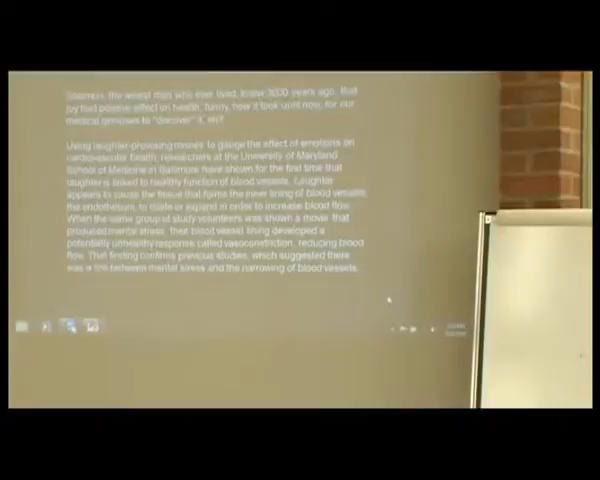 Solomon, the wisest man who ever lived, knew 3000 years ago, that
joy had positive effect on health, funny, how it took until now, for our
medical geniuses to "discover" it, eh?
Using laughter-provoking movies to gauge the effect of emotions on
cardiovascular health, researchers at the University of Maryland
School of Medicine in Baltimore have shown for the first time that
laughter is linked to healthy function of blood vessels. Laughter
appears to cause the tissue that forms the inner lining of blood vessels,
the endothelium, to dilate or expand in order to increase blood flow.
When the same group of study volunteers was shown a movie that
produced mental stress, their blood vessel lining developed a
potentially unhealthy response called vasoconstriction, reducing blood
flow. That finding confirms previous studies, which suggested there
was a link between mental stress and the narrowing of blood vessels.